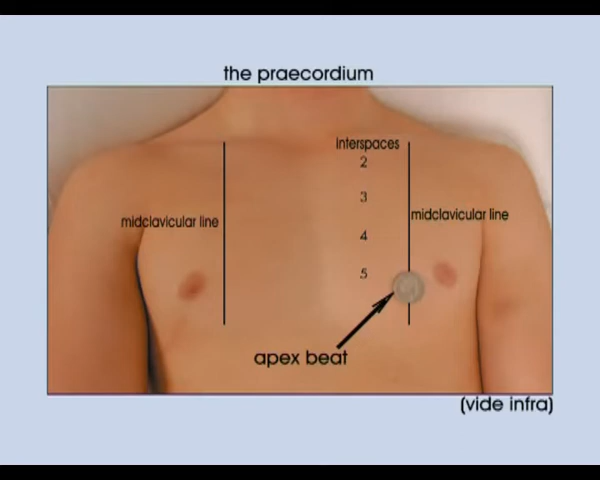 the praecordium
Interspaces
2
3
midclavicular line
midclavicular line
4
5
apex beat
(vide infra)